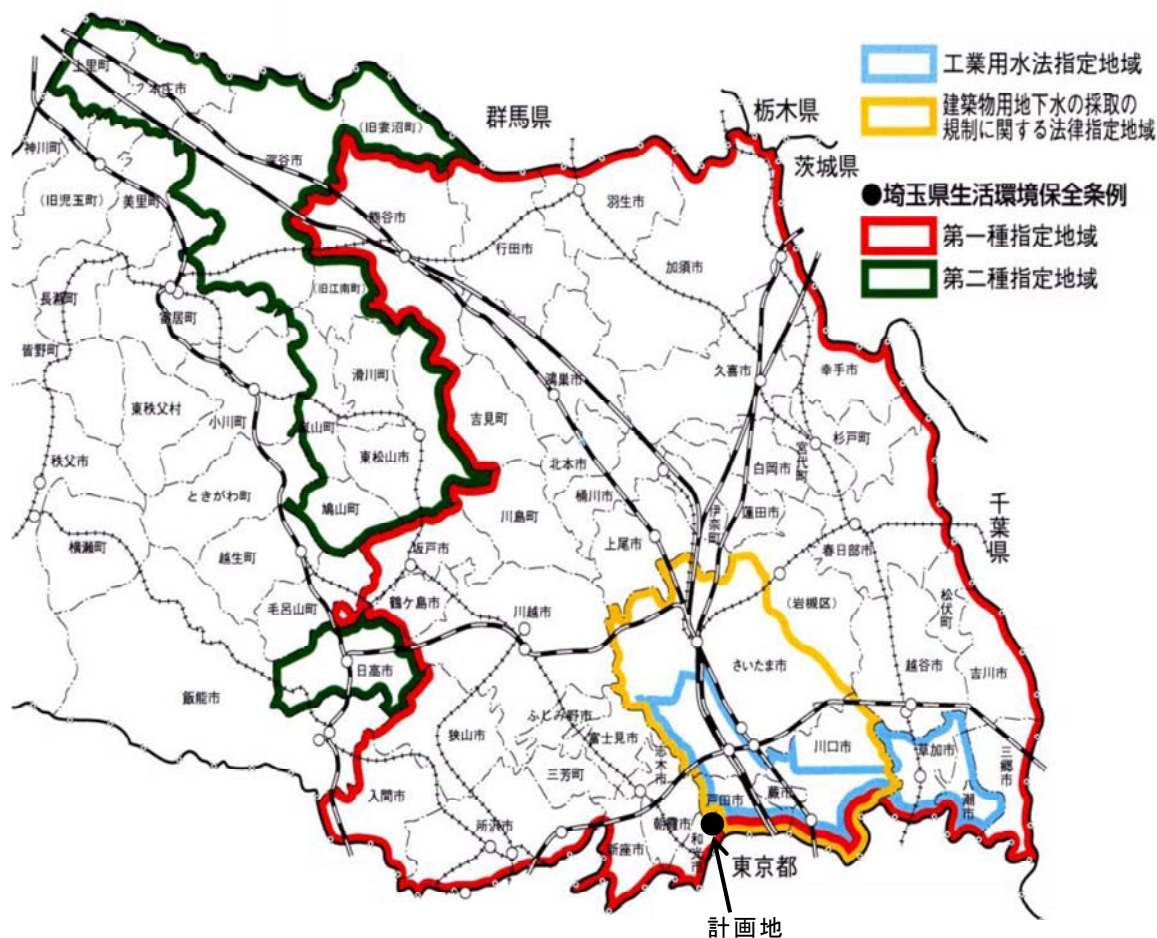 工業用水法指定地域
建築物用地下水の採取の
規制に関する法律指定地域
●埼玉県生活環境保全条例
第一種指定地域
第二種指定地域
群馬県
栃木県
茨城県
千葉県
東京都
上里町
本庄市
(旧妻沼町)
神川町
深谷市
(旧児玉町)
美里町
熊谷市
羽生市
行田市
加須市
(旧江南町)
長瀞町
寄居町
皆野町
滑川町
鴻巣市
久喜市
幸手市
東秩父村
小川町
吉見町
嵐山町
東松山市
杉戸町
宮代町
秩父市
北本市
白岡市
ときがわ町
桶川市
鳩山町
川島町
伊奈町
蓮田市
横瀬町
越生町
坂戸市
上尾市
春日部市
毛呂山町
鶴ケ島市
川越市
(岩槻区)
松伏町
日高市
さいたま市
越谷市
吉川市
飯能市
狭山市
ふじみ野市
富士見市
志木市
川口市
草加市
三郷市
三芳町
入間市
戸田市
蕨市
八潮市
所沢市
朝霞市
新座市
和光市
計画地